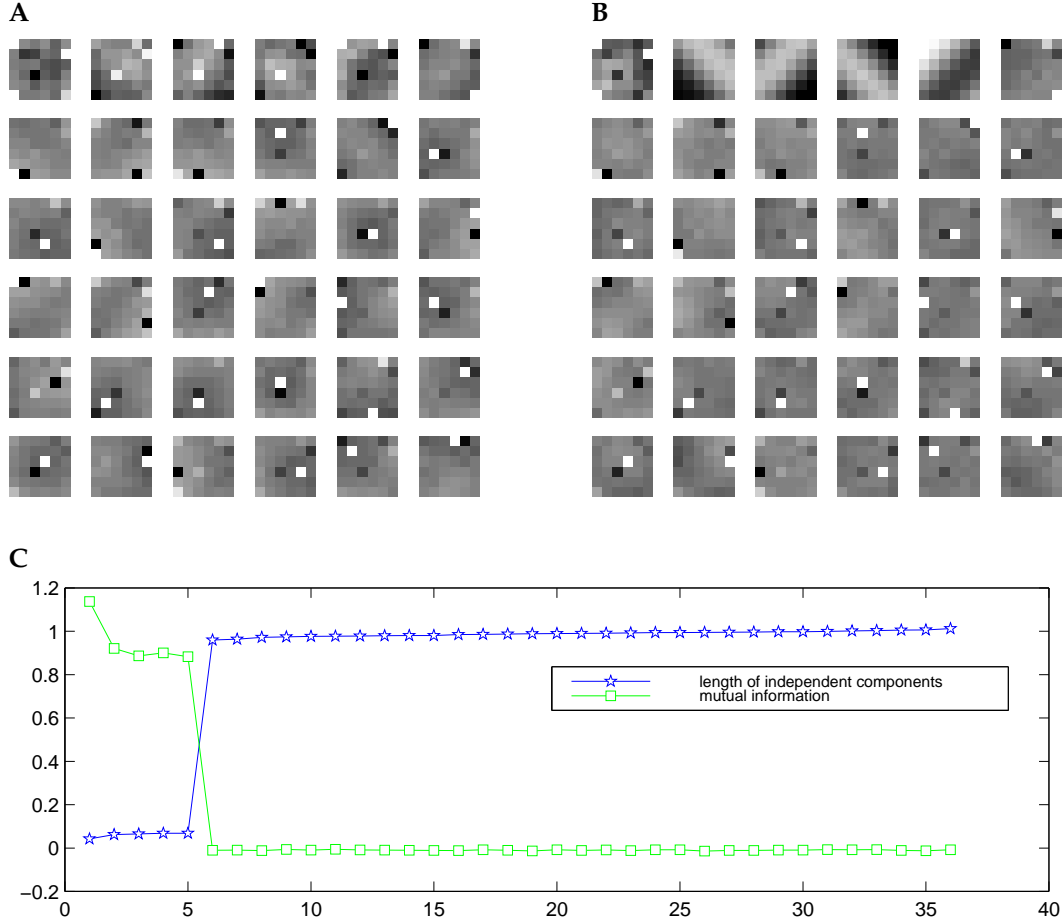 A
B
C
1.2
1
0.8
0.6
0.4
0.2
0
−0.2
0 5 10 15 20 25 30 35 40
length of independent components
mutual information